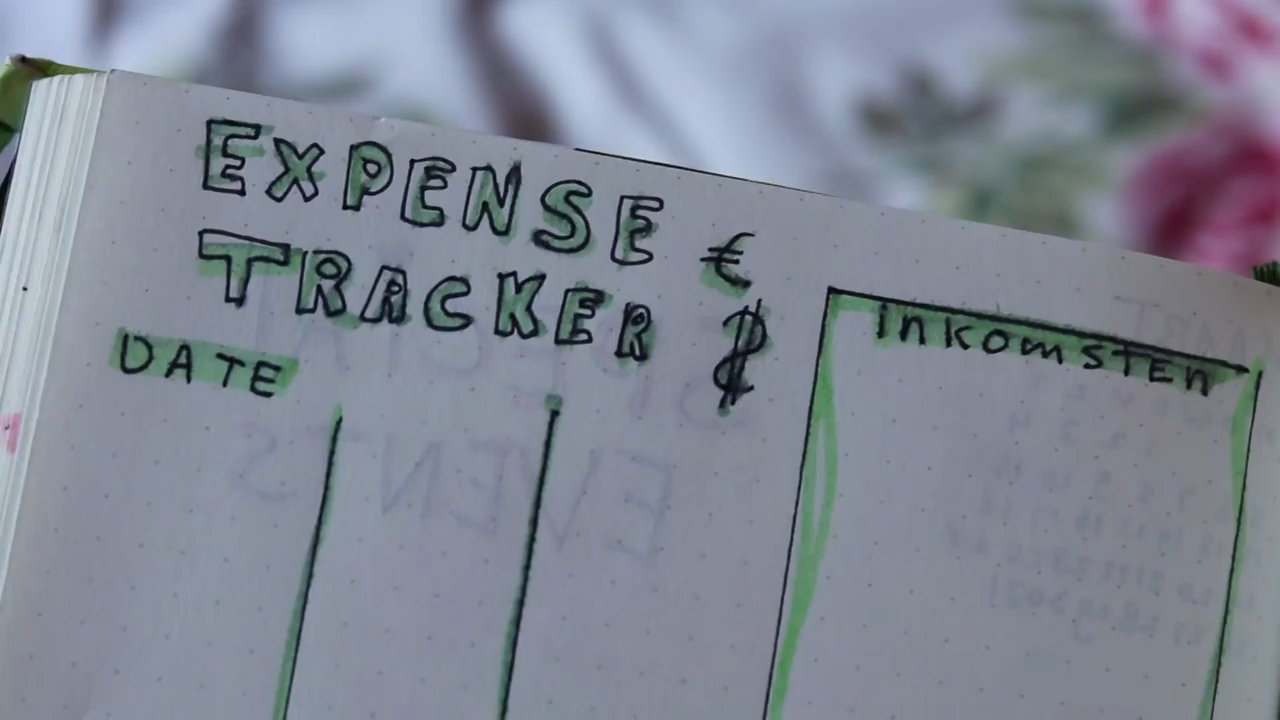 EXPENSE €
TRACKER $
DATE
inkomsTEn